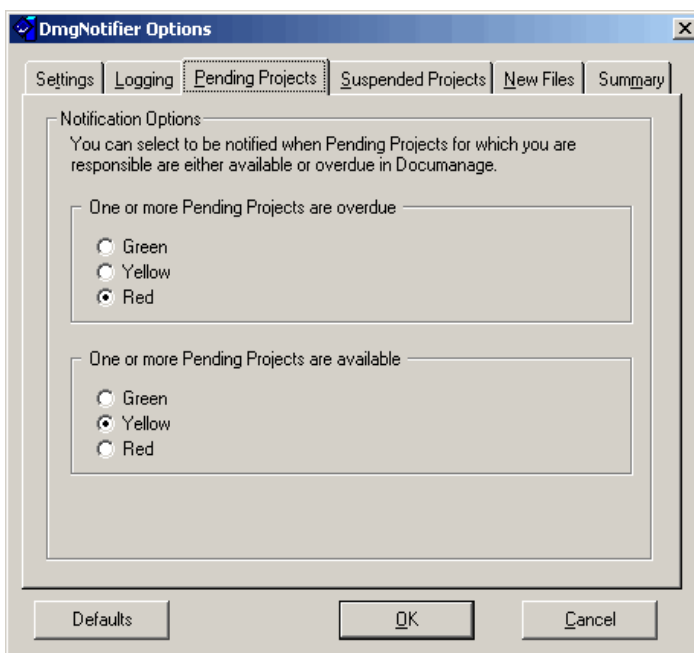 DmgNotifier Options
Settings Logging Pending Projects Suspended Projects New Files Summary
Notification Options
You can select to be notified when Pending Projects for which you are
responsible are either available or overdue in Documanage.
One or more Pending Projects are overdue
Green
Yellow
Red
One or more Pending Projects are available
Green
Yellow
Red
Defaults OK Cancel